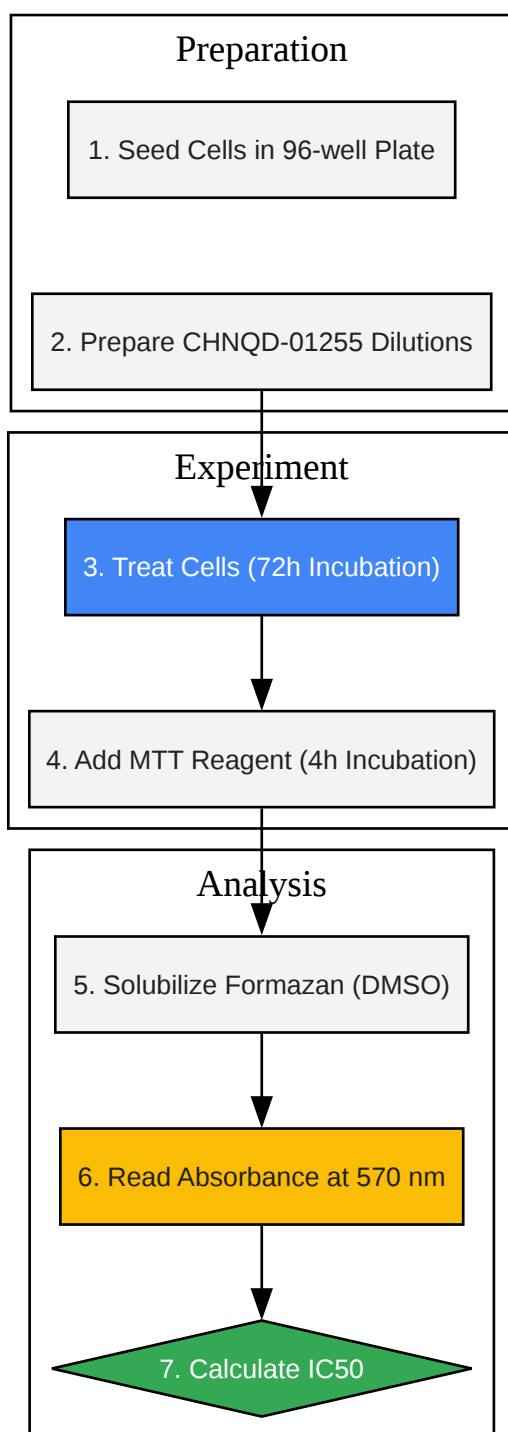 Preparation
1. Seed Cells in 96-well Plate
2. Prepare CHNQD-01255 Dilutions
Experiment
3. Treat Cells (72h Incubation)
4. Add MTT Reagent (4h Incubation)
Analysis
5. Solubilize Formazan (DMSO)
6. Read Absorbance at 570 nm
7. Calculate IC50